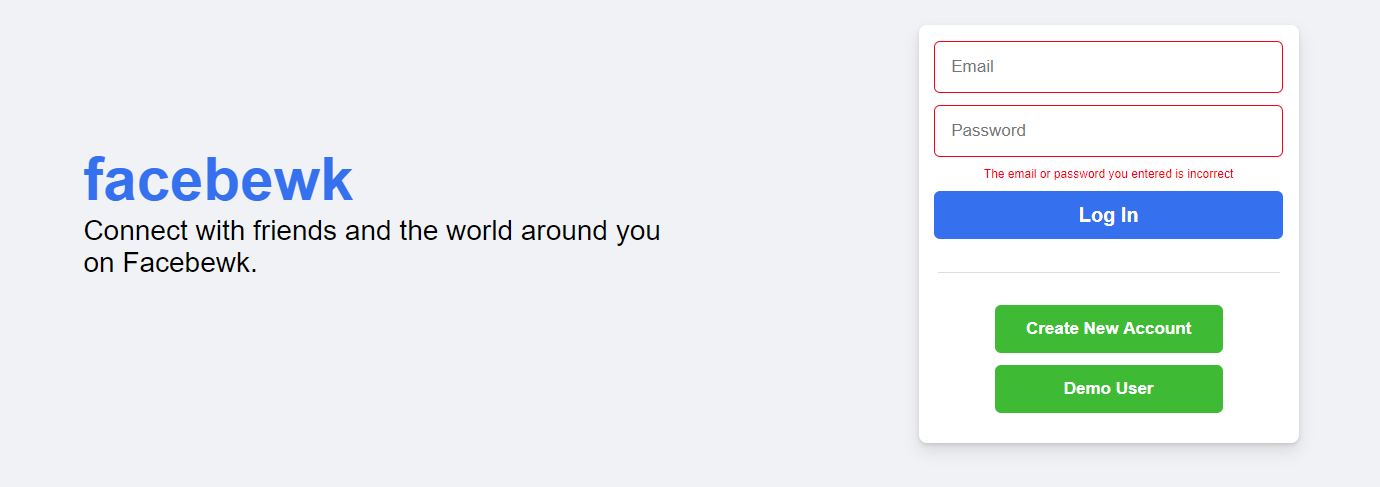 facebewk
Connect with friends and the world around you
on Facebewk.
Email
Password
The email or password you entered is incorrect
Log In
Create New Account
Demo User